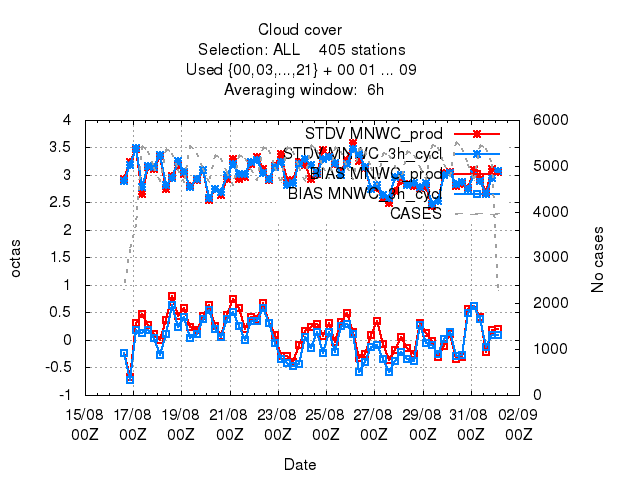 Cloud cover
Selection: ALL 405 stations
Used {00,03,...,21} + 00 01 ... 09
Averaging window: 6h
4
3.5
3
2.5
2
1.5
1
0.5
0
-0.5
-1
octas
6000
5000
4000
3000
2000
1000
0
No cases
STDV MNWC_prod
STDV MNWC_3h_cycl
BIAS MNWC_prod
BIAS MNWC_3h_cycl
CASES
15/08 17/08 19/08 21/08 23/08 25/08 27/08 29/08 31/08 02/09
00Z 00Z 00Z 00Z 00Z 00Z 00Z 00Z 00Z 00Z
Date